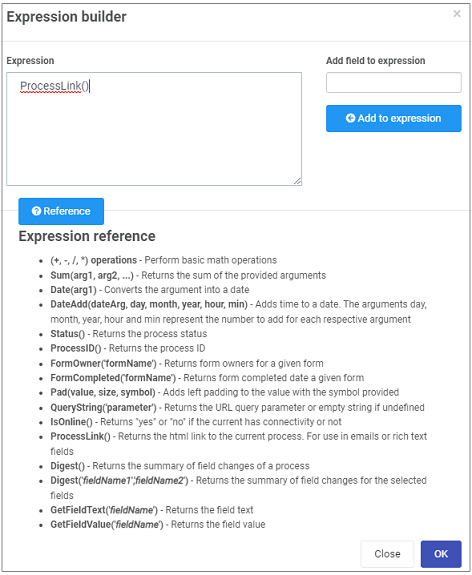 Expression builder
×
Expression
Add field to expression
ProcessLink()
Add to expression
Reference
Expression reference
(+, -, /, *) operations - Perform basic math operations
Sum(arg1, arg2, ...) - Returns the sum of the provided arguments
Date(arg1) - Converts the argument into a date
DateAdd(dateArg, day, month, year, hour, min) - Adds time to a date. The arguments day,
month, year, hour and min represent the number to add for each respective argument
Status() - Returns the process status
ProcessID() - Returns the process ID
FormOwner('formName') - Returns form owners for a given form
FormCompleted('formName') - Returns form completed date a given form
Pad(value, size, symbol) - Adds left padding to the value with the symbol provided
QueryString('parameter') - Returns the URL query parameter or empty string if undefined
IsOnline() - Returns "yes" or "no" if the current has connectivity or not
ProcessLink() - Returns the html link to the current process. For use in emails or rich text
fields
Digest() - Returns the summary of field changes of a process
Digest('fieldName1','fieldName2') - Returns the summary of field changes for the selected
fields
GetFieldText('fieldName') - Returns the field text
GetFieldValue('fieldName') - Returns the field value
Close
OK